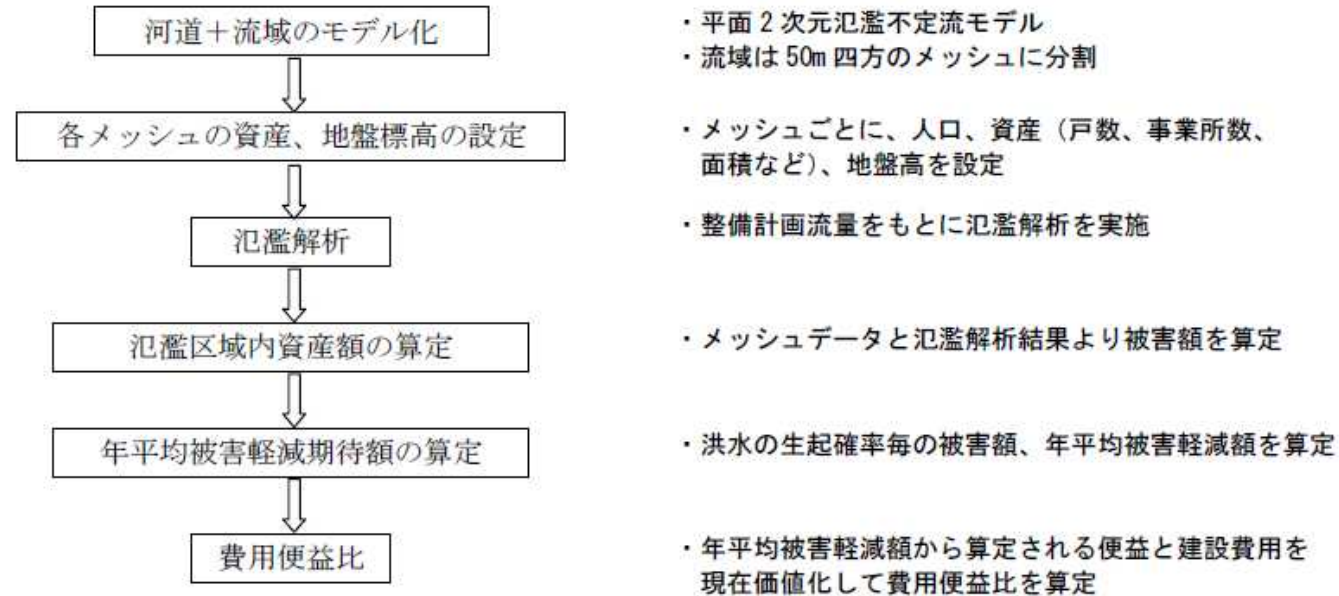 河道＋流域のモデル化
・平面２次元氾濫不定流モデル
・流域は 50m 四方のメッシュに分割
各メッシュの資産、地盤標高の設定
・メッシュごとに、人口、資産（戸数、事業所数、
面積など）、地盤高を設定
氾濫解析
・整備計画流量をもとに氾濫解析を実施
氾濫区域内資産額の算定
・メッシュデータと氾濫解析結果より被害額を算定
年平均被害軽減期待額の算定
・洪水の生起確率毎の被害額、年平均被害軽減額を算定
費用便益比
・年平均被害軽減額から算定される便益と建設費用を
現在価値化して費用便益比を算定